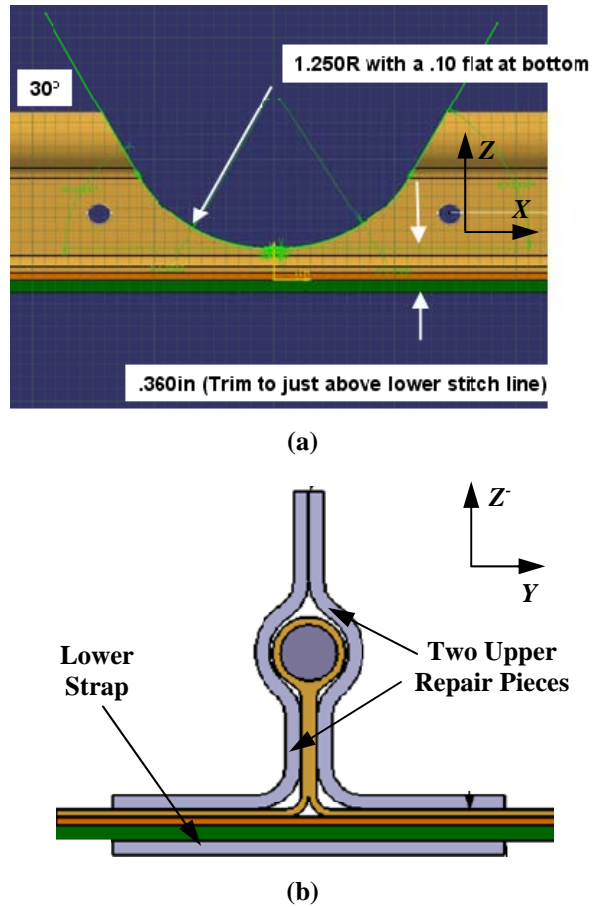 1.250R with a .10 flat at bottom
30°
Z
X
.360in (Trim to just above lower stitch line)
(a)
Z
Y
Lower
Strap
Two Upper
Repair Pieces
(b)